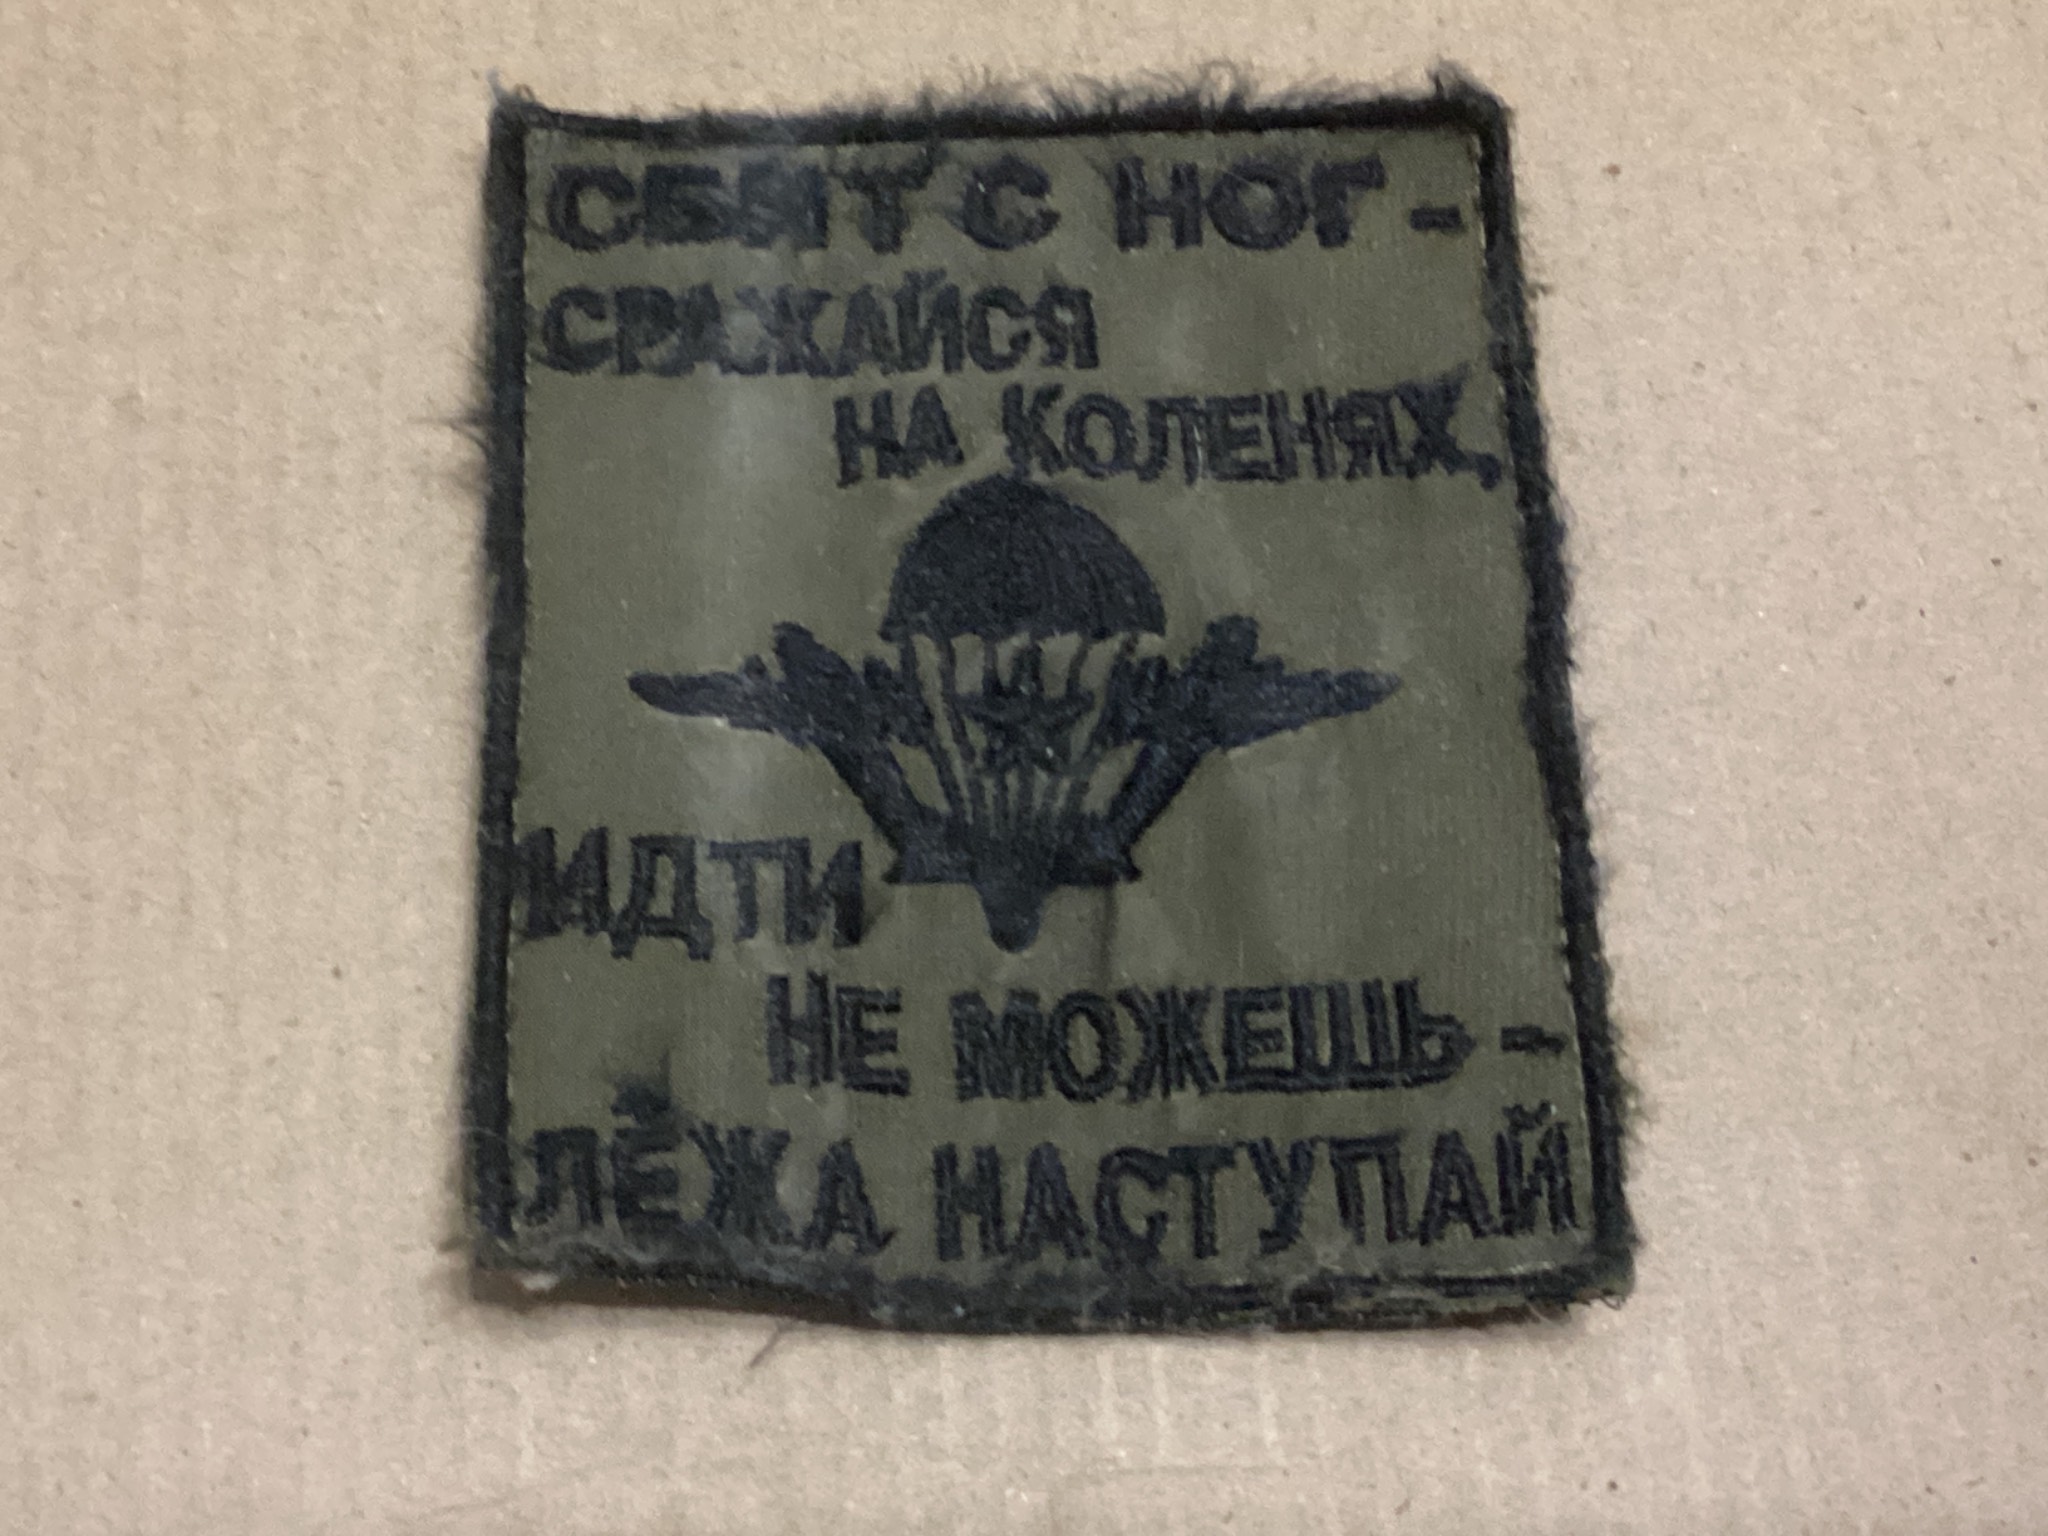 СБИТ С НОГ -
СРАЖАЙСЯ
НА КОЛЕНЯХ,
ИДТИ
НЕ МОЖЕШЬ -
ЛЁЖА НАСТУПАЙ